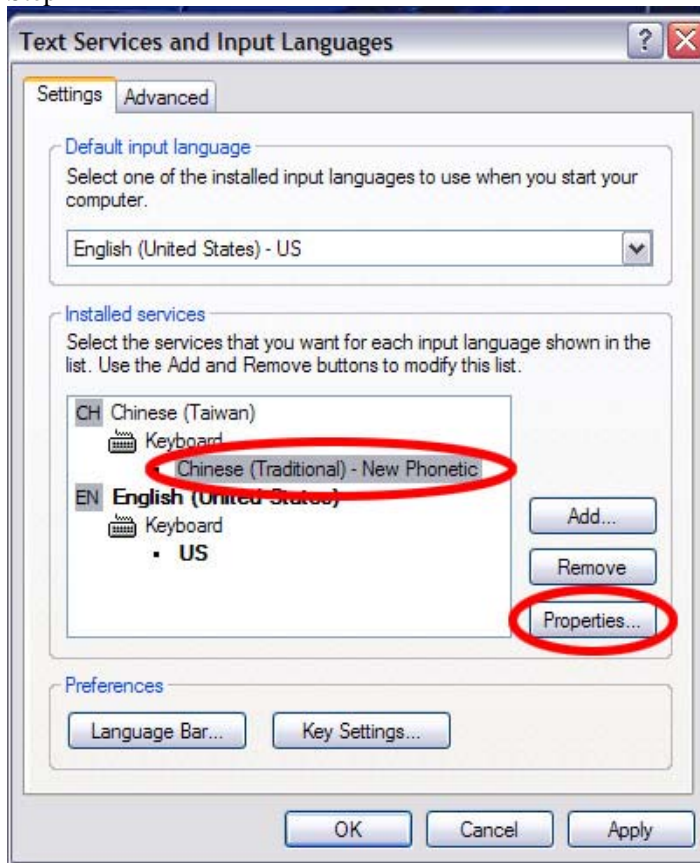 Text Services and Input Languages
Settings Advanced
Default input language
Select one of the installed input languages to use when you start your
computer.
English (United States) - US
Installed services
Select the services that you want for each input language shown in the
list. Use the Add and Remove buttons to modify this list.
CH Chinese (Taiwan)
Keyboard
Chinese (Traditional) - New Phonetic
EN English (United States)
Keyboard
• US
Add...
Remove
Properties...
Preferences
Language Bar... Key Settings...
OK Cancel Apply